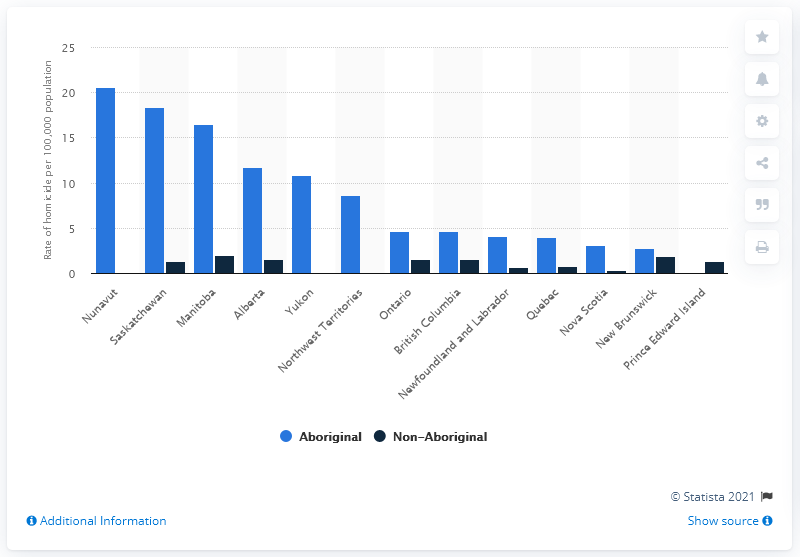 Rate of homicide per 100,000 population
25
20
15
10
5
0
Nunavut
Saskatchewan
Manitoba
Alberta
Yukon
Northwest Territories
Ontario
British Columbia
Newfoundland and Labrador
Quebec
Nova Scotia
New Brunswick
Prince Edward Island
Aboriginal Non-Aboriginal
© Statista 2021
Additional Information Show source